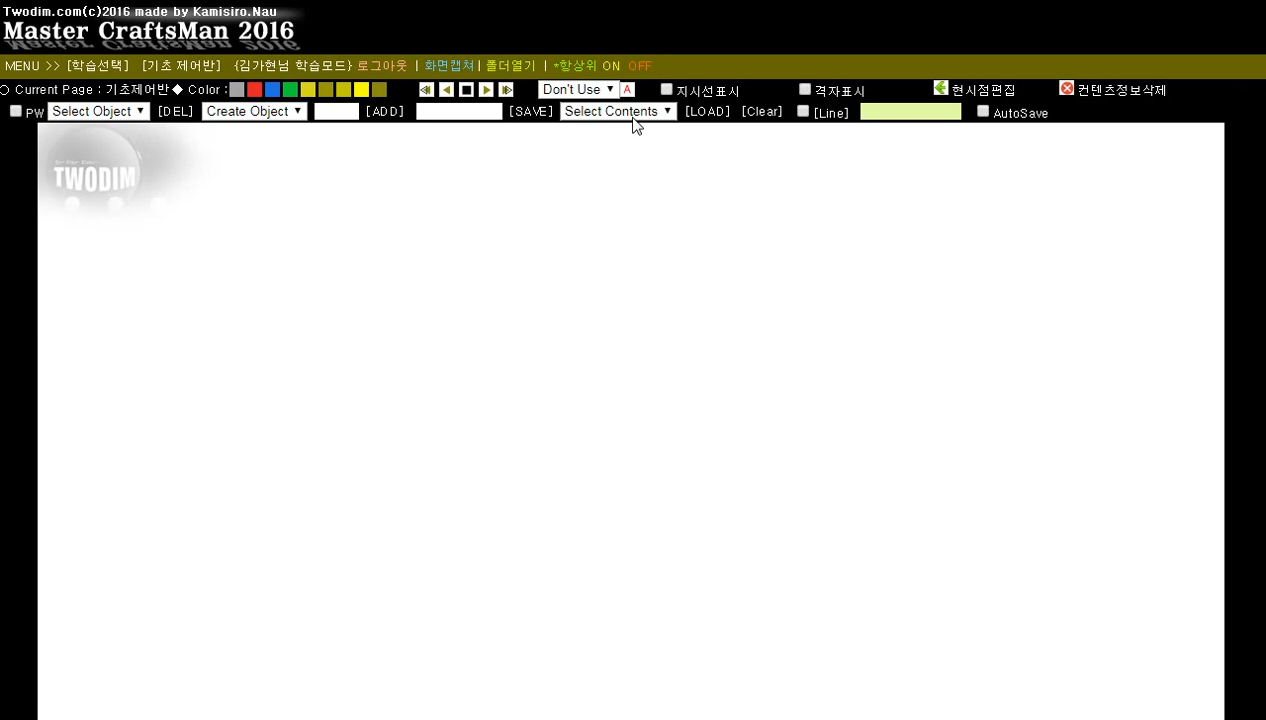 Twodim.com(c)2016 made by Kamisiro.Nau
Master CraftsMan 2016
MENU >> [학습선택] [기초 제어반] {김가현님 학습모드} 로그아웃 | 화면캡쳐 | 폴더열기 | *항상위 ON OFF
Current Page : 기초제어반◆ Color : Don't Use A 지시선표시 격자표시 현시점편집 컨텐츠정보삭제
PW Select Object [DEL] Create Object [ADD] [SAVE] Select Contents [LOAD] [Clear] [Line] AutoSave
TWODIM